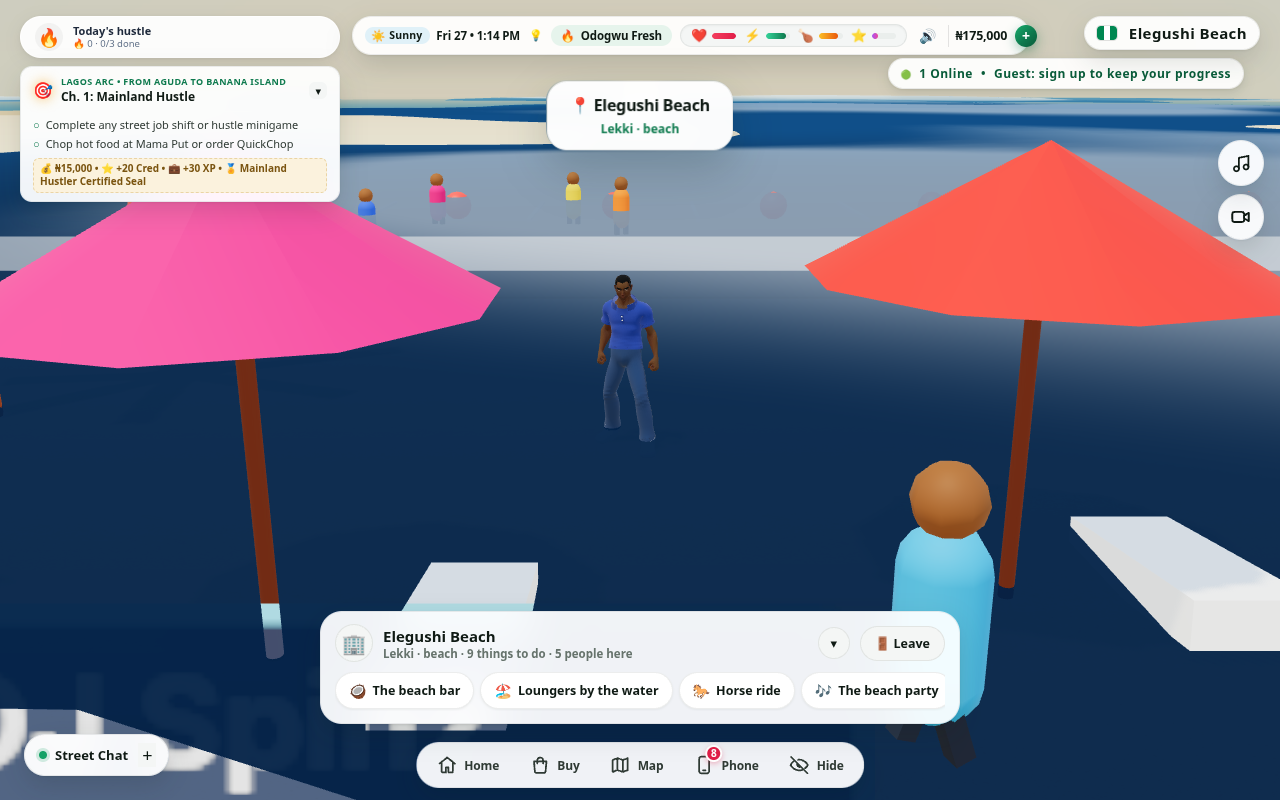 Today's hustle
🔥 0 · 0/3 done
☀️ Sunny Fri 27 • 1:14 PM 💡 🔥 Odogwu Fresh ₦175,000 +
Elegushi Beach
1 Online • Guest: sign up to keep your progress
LAGOS ARC • FROM AGUDA TO BANANA ISLAND
Ch. 1: Mainland Hustle
Complete any street job shift or hustle minigame
Chop hot food at Mama Put or order QuickChop
💰 ₦15,000 • ⭐ +20 Cred • 💼 +30 XP • 🏅 Mainland
Hustler Certified Seal
📍 Elegushi Beach
Lekki · beach
Elegushi Beach
Lekki · beach · 9 things to do · 5 people here
Leave
The beach bar
Loungers by the water
Horse ride
The beach party
Street Chat +
Home
Buy
Map
8
Phone
Hide